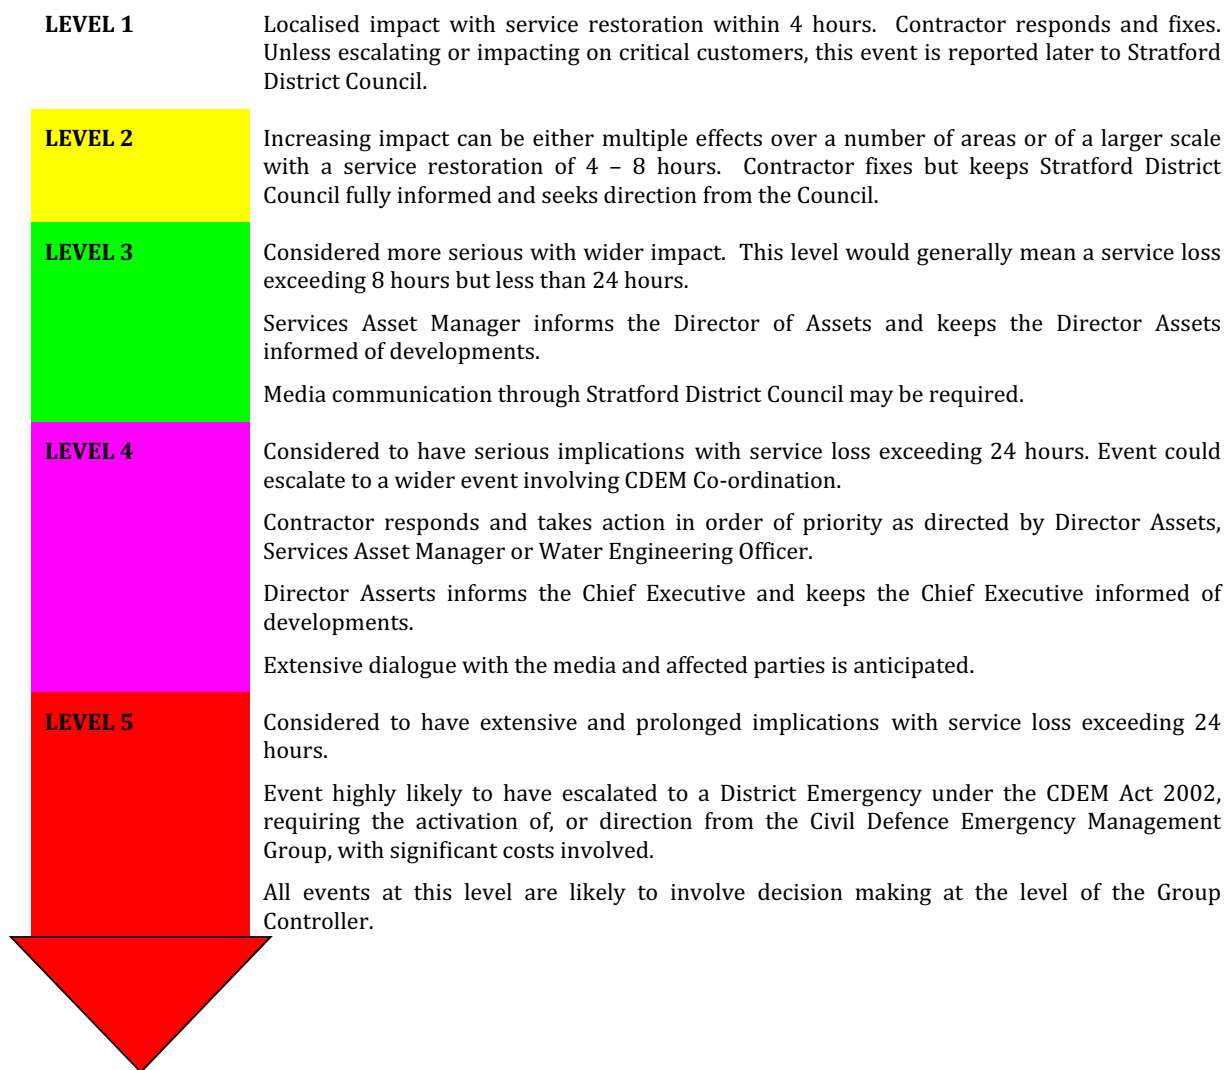 LEVEL 1
Localised impact with service restoration within 4 hours. Contractor responds and fixes.
Unless escalating or impacting on critical customers, this event is reported later to Stratford
District Council.
LEVEL 2
Increasing impact can be either multiple effects over a number of areas or of a larger scale
with a service restoration of 4 – 8 hours. Contractor fixes but keeps Stratford District
Council fully informed and seeks direction from the Council.
LEVEL 3
Considered more serious with wider impact. This level would generally mean a service loss
exceeding 8 hours but less than 24 hours.
Services Asset Manager informs the Director of Assets and keeps the Director Assets
informed of developments.
Media communication through Stratford District Council may be required.
LEVEL 4
Considered to have serious implications with service loss exceeding 24 hours. Event could
escalate to a wider event involving CDEM Co-ordination.
Contractor responds and takes action in order of priority as directed by Director Assets,
Services Asset Manager or Water Engineering Officer.
Director Asserts informs the Chief Executive and keeps the Chief Executive informed of
developments.
Extensive dialogue with the media and affected parties is anticipated.
LEVEL 5
Considered to have extensive and prolonged implications with service loss exceeding 24
hours.
Event highly likely to have escalated to a District Emergency under the CDEM Act 2002,
requiring the activation of, or direction from the Civil Defence Emergency Management
Group, with significant costs involved.
All events at this level are likely to involve decision making at the level of the Group
Controller.